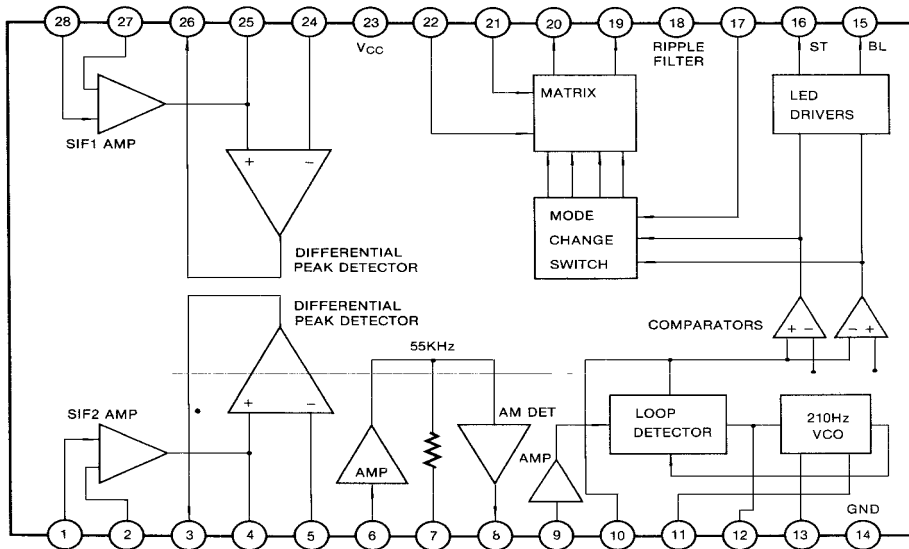 28 27 26 25 24 23 22 21 20 19 18 17 16 15
VCC
RIPPLE
FILTER
ST
BL
MATRIX
LED
DRIVERS
SIF1 AMP
+ −
MODE
CHANGE
SWITCH
DIFFERENTIAL
PEAK DETECTOR
DIFFERENTIAL
PEAK DETECTOR
COMPARATORS
+ − − +
55KHz
SIF2 AMP
+ −
AM DET
AMP
AMP
LOOP
DETECTOR
210Hz
VCO
GND
1 2 3 4 5 6 7 8 9 10 11 12 13 14